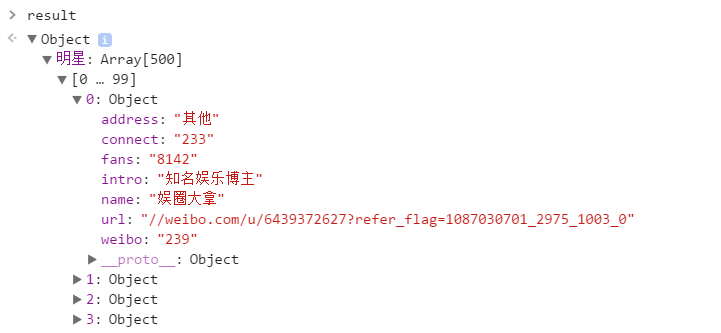 > result
Object i
明星: Array[500]
[0 … 99]
0: Object
address: "其他"
connect: "233"
fans: "8142"
intro: "知名娱乐博主"
name: "娱圈大拿"
url: "//weibo.com/u/6439372627?refer_flag=1087030701_2975_1003_0"
weibo: "239"
__proto__: Object
1: Object
2: Object
3: Object